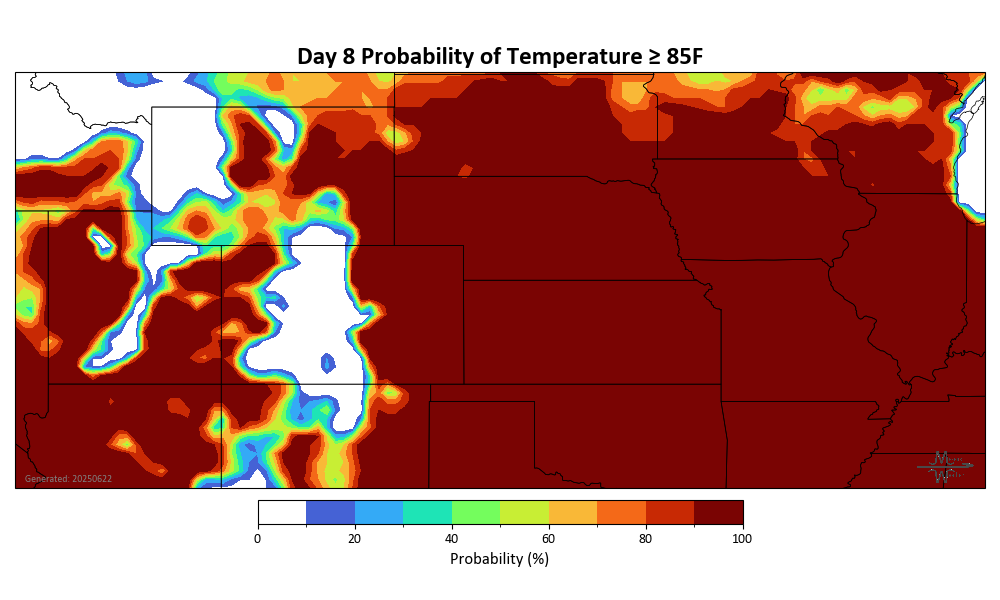 Day 8 Probability of Temperature ≥ 85F
Generated: 20250622
0 20 40 60 80 100
Probability (%)